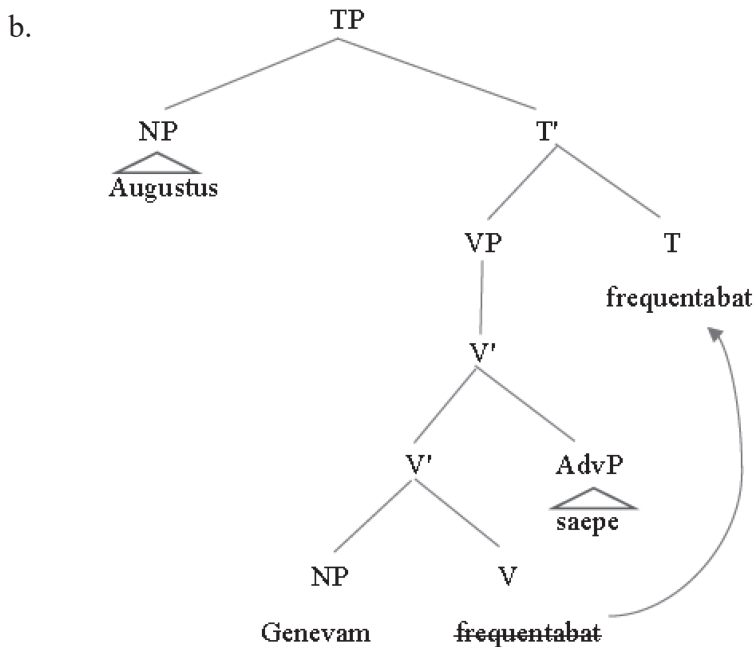 b.
TP
NP T'
Augustus
VP T
frequentabat
V'
V' AdvP
saepe
NP V
Genevam frequentabat